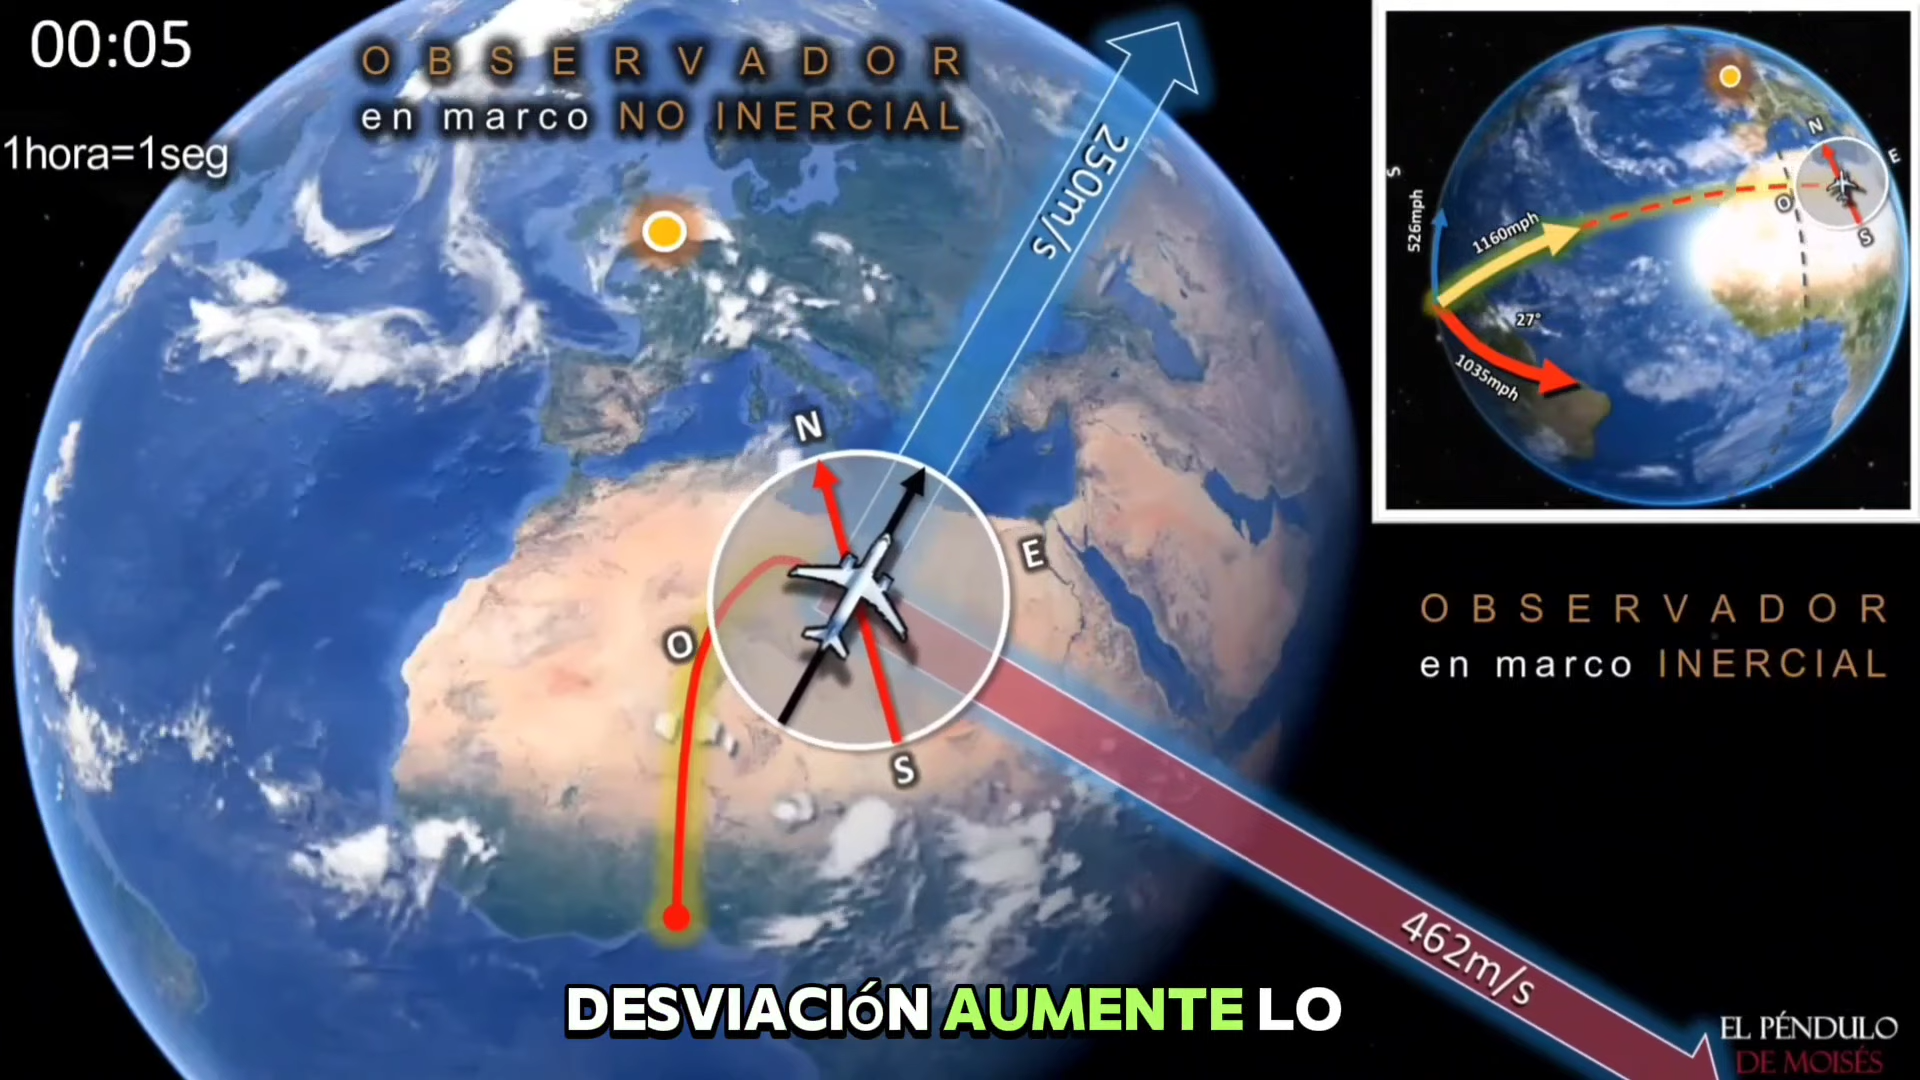 00:05
1hora=1seg
OBSERVADOR
en marco NO INERCIAL
250m/s
N
E
O
S
462m/s
S
526mph
1160mph
27°
1035mph
N
E
O
S
OBSERVADOR
en marco INERCIAL
DESVIACIóN AUMENTE LO
EL PÉNDULO
DE MOISÉS